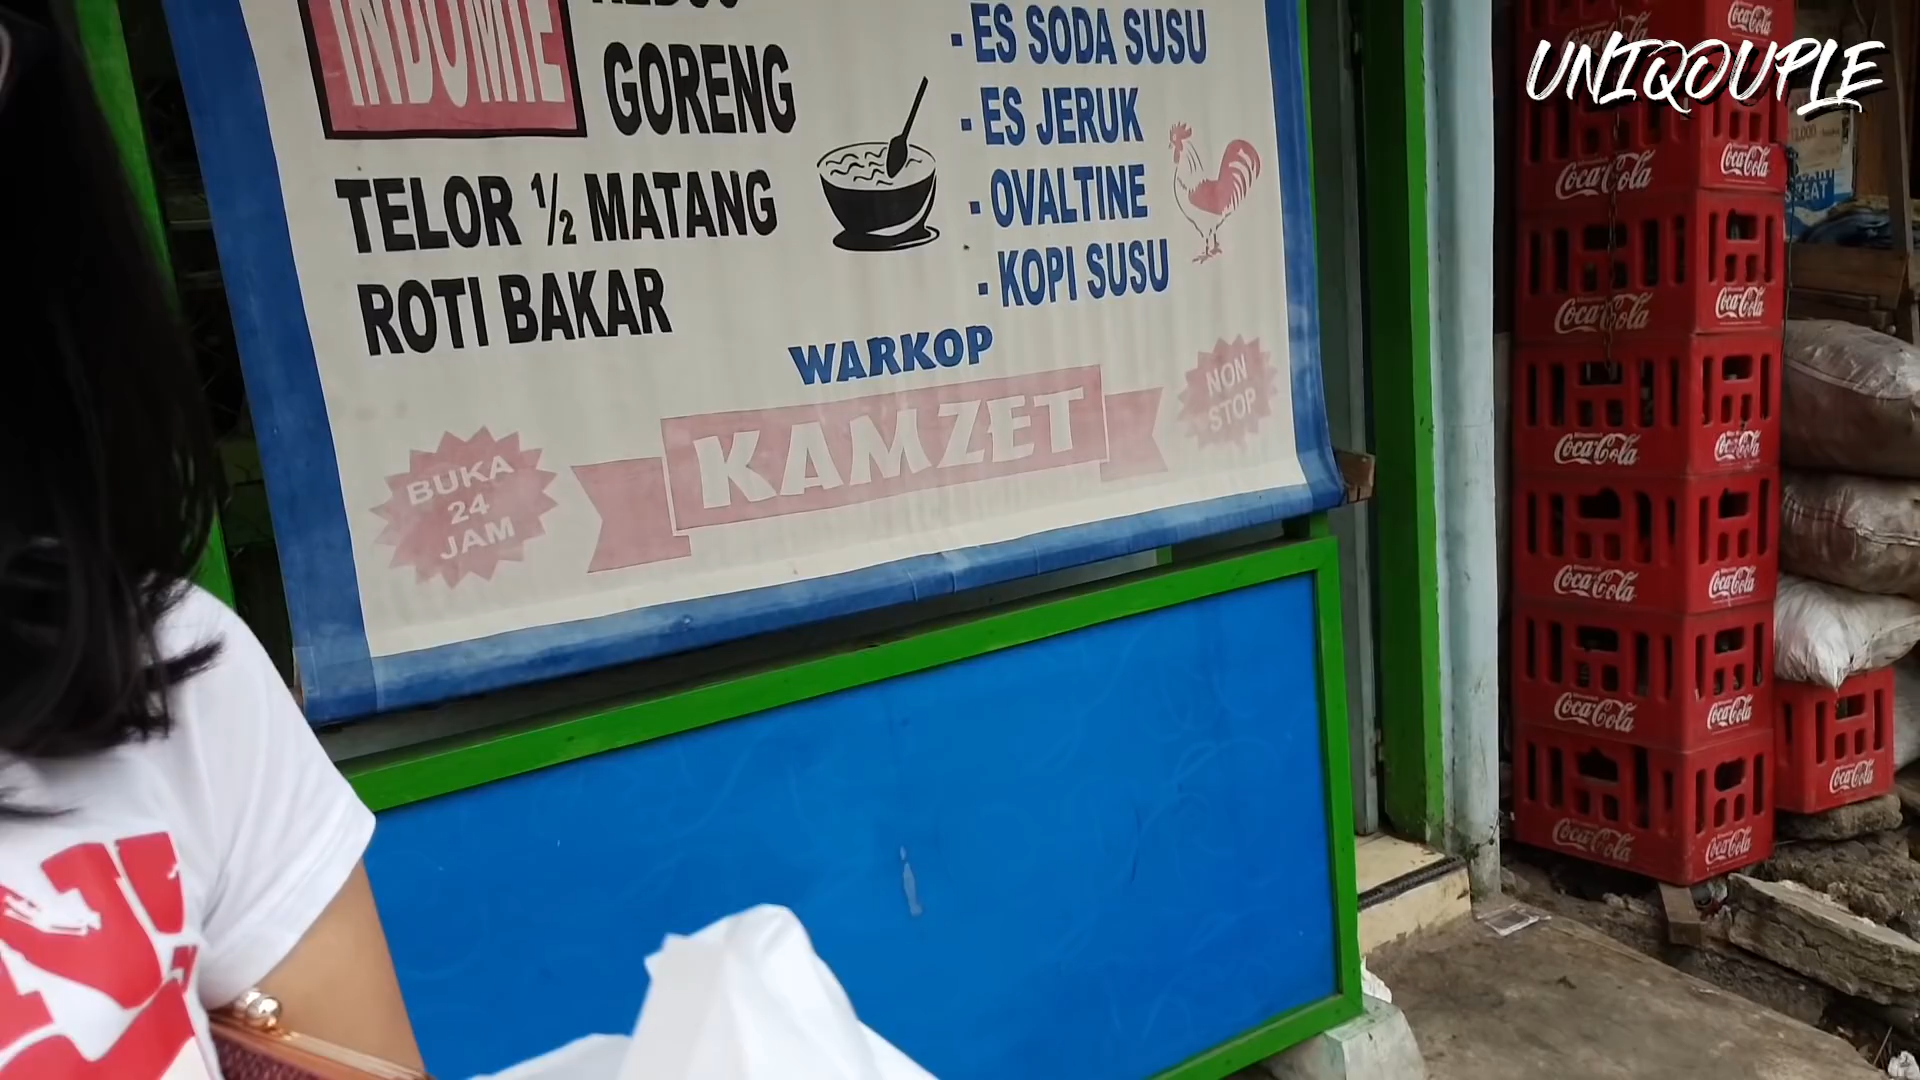 INDOMIE
GORENG
TELOR ½ MATANG
ROTI BAKAR
- ES SODA SUSU
- ES JERUK
- OVALTINE
- KOPI SUSU
WARKOP
KAMZET
BUKA
24
JAM
NON
STOP
UNIQOUPLE
Coca-Cola
Coca-Cola
Coca-Cola
Coca-Cola
Coca-Cola
Coca-Cola
Coca-Cola
Coca-Cola
Coca-Cola
Coca-Cola
Coca-Cola
Coca-Cola
Coca-Cola
Coca-Cola